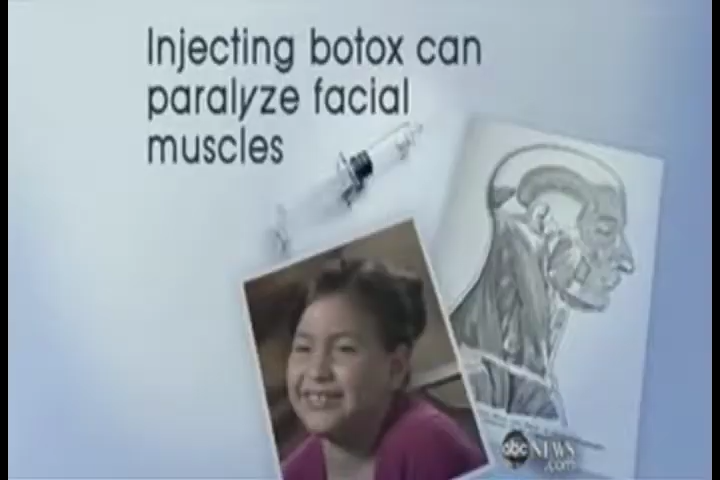 Injecting botox can
paralyze facial
muscles
abc NEWS
.com